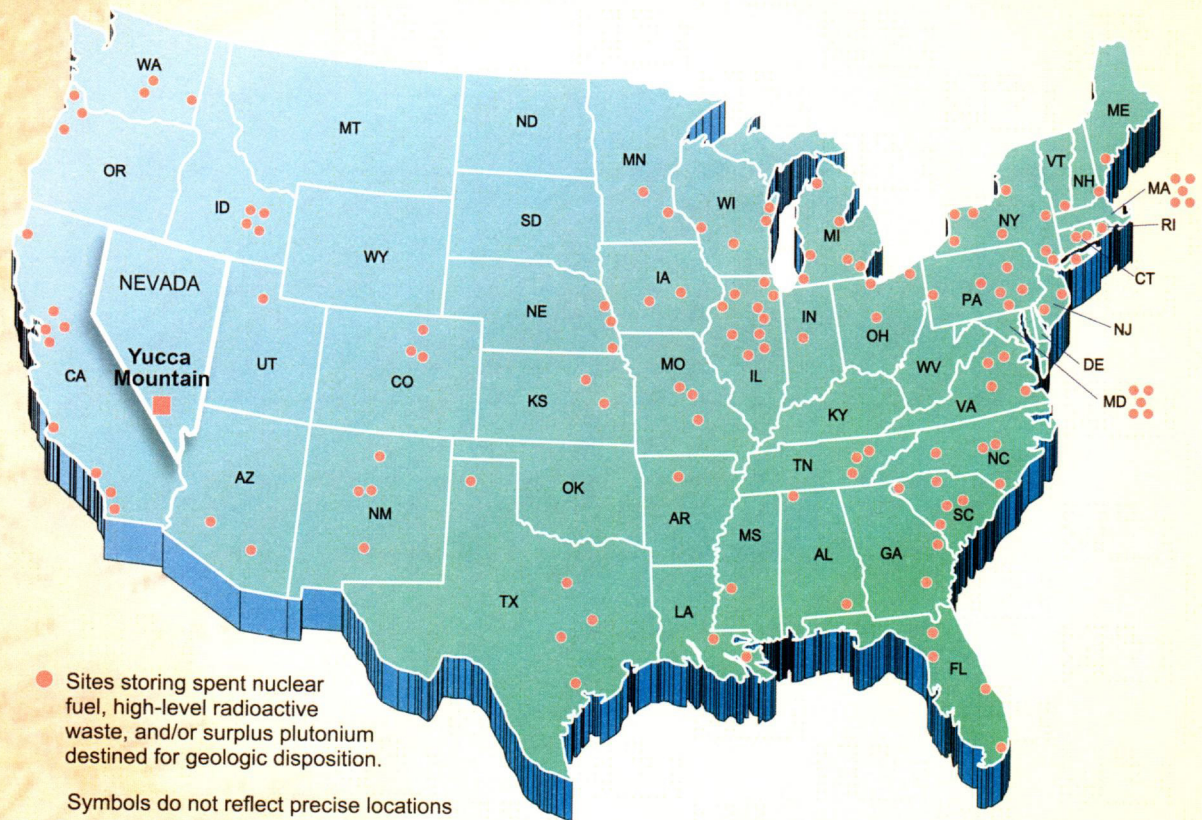 WA
MT
ND
MN
ME
VT
NH
MA
RI
OR
ID
SD
WI
MI
NY
CT
WY
IA
NEVADA
NE
PA
NJ
IN
OH
DE
Yucca
Mountain
UT
CA
CO
IL
MO
WV
MD
KS
VA
KY
AZ
NM
OK
TN
NC
AR
SC
MS
AL
GA
TX
LA
FL
Sites storing spent nuclear
fuel, high-level radioactive
waste, and/or surplus plutonium
destined for geologic disposition.
Symbols do not reflect precise locations